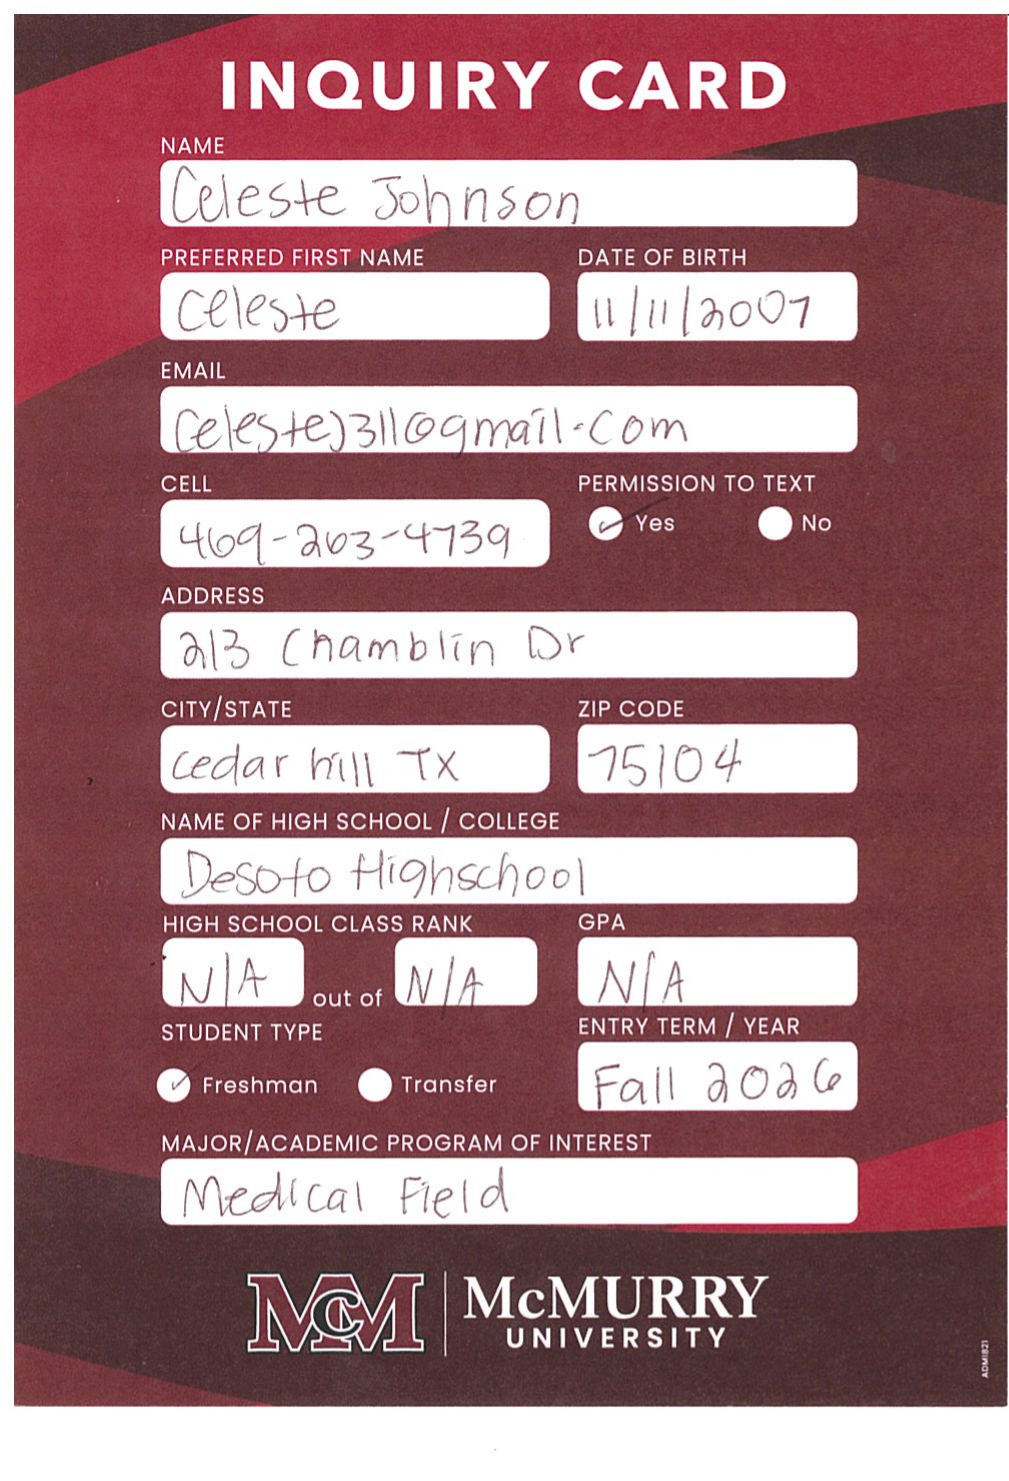 INQUIRY CARD
NAME
Celeste Johnson
PREFERRED FIRST NAME DATE OF BIRTH
Celeste 11/11/2007
EMAIL
Celestej311@gmail.com
CELL PERMISSION TO TEXT
469-263-4739 Yes No
ADDRESS
213 Chamblin Dr
CITY/STATE ZIP CODE
Cedar hill TX 75104
NAME OF HIGH SCHOOL / COLLEGE
Desoto Highschool
HIGH SCHOOL CLASS RANK GPA
N/A out of N/A N/A
STUDENT TYPE ENTRY TERM / YEAR
Freshman Transfer Fall 2026
MAJOR/ACADEMIC PROGRAM OF INTEREST
Medical Field
MCM McMURRY
UNIVERSITY
ADM1821